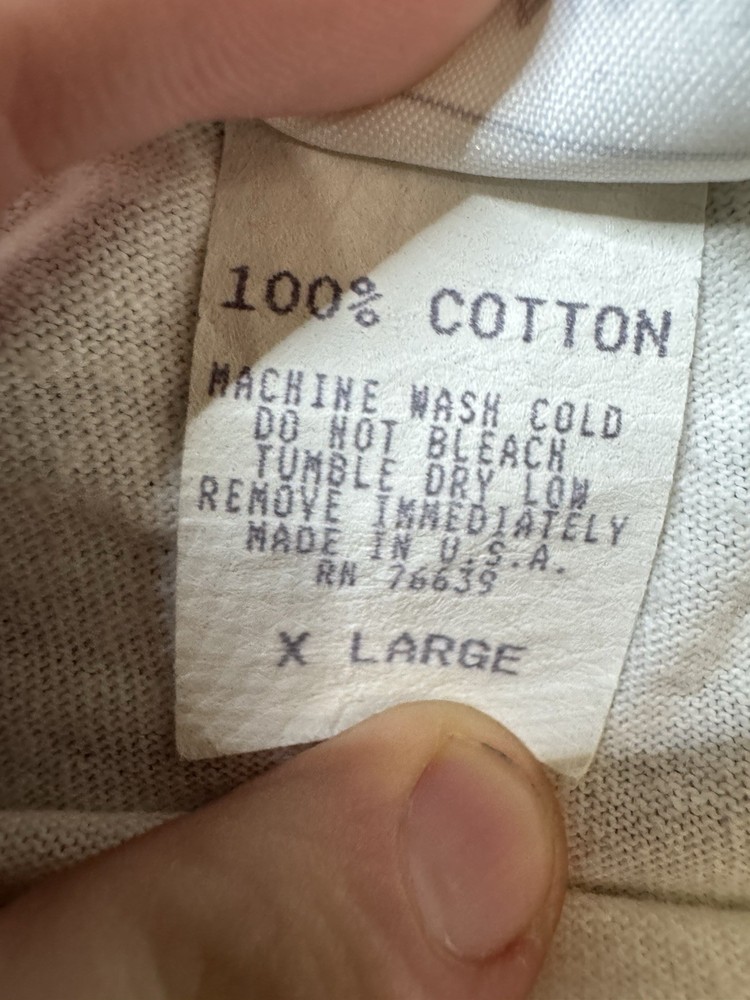 100% COTTON
MACHINE WASH COLD
DO NOT BLEACH
TUMBLE DRY LOW
REMOVE IMMEDIATELY
MADE IN U.S.A.
RN 76639
X LARGE